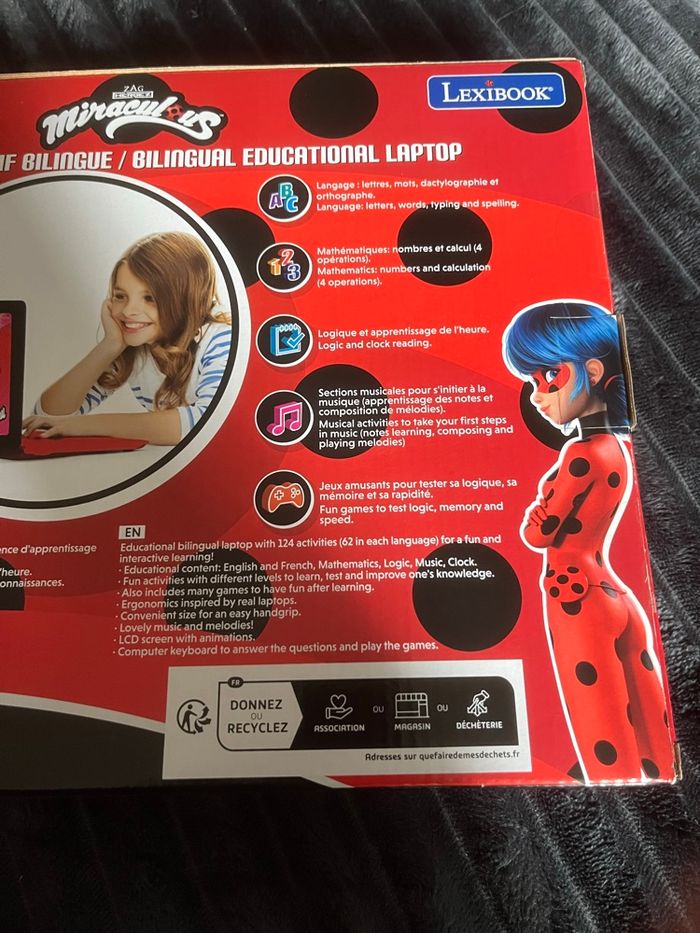 ZAG
HEROEZ
Miraculous
LEXIBOOK®
IF BILINGUE / BILINGUAL EDUCATIONAL LAPTOP
ABC
Langage : lettres, mots, dactylographie et
orthographe.
Language: letters, words, typing and spelling.
123
Mathématiques: nombres et calcul (4
opérations).
Mathematics: numbers and calculation
(4 operations).
Logique et apprentissage de l'heure.
Logic and clock reading.
Sections musicales pour s'initier à la
musique (apprentissage des notes et
composition de mélodies).
Musical activities to take your first steps
in music (notes learning, composing and
playing melodies)
Jeux amusants pour tester sa logique, sa
mémoire et sa rapidité.
Fun games to test logic, memory and
speed.
ence d'apprentissage
'heure.
onnaissances.
EN
Educational bilingual laptop with 124 activities (62 in each language) for a fun and
interactive learning!
· Educational content: English and French, Mathematics, Logic, Music, Clock.
· Fun activities with different levels to learn, test and improve one's knowledge.
· Also includes many games to have fun after learning.
· Ergonomics inspired by real laptops.
· Convenient size for an easy handgrip.
· Lovely music and melodies!
· LCD screen with animations.
· Computer keyboard to answer the questions and play the games.
FR
DONNEZ
OU
RECYCLEZ
ASSOCIATION
OU
MAGASIN
OU
DÉCHÈTERIE
Adresses sur quefairedemesdechets.fr